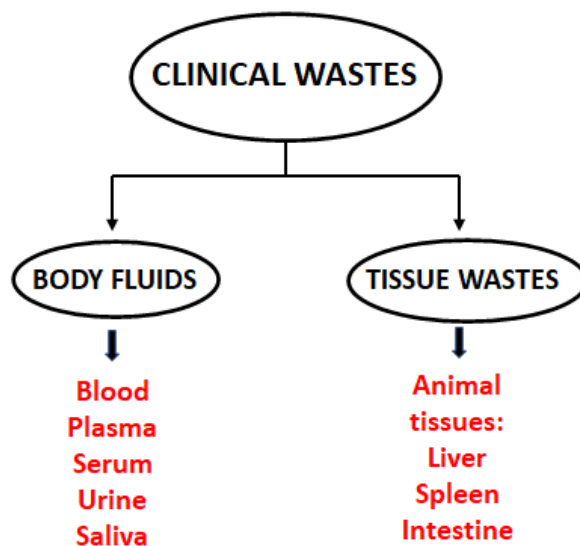 CLINICAL WASTES
BODY FLUIDS
TISSUE WASTES
Blood
Plasma
Serum
Urine
Saliva
Animal
tissues:
Liver
Spleen
Intestine